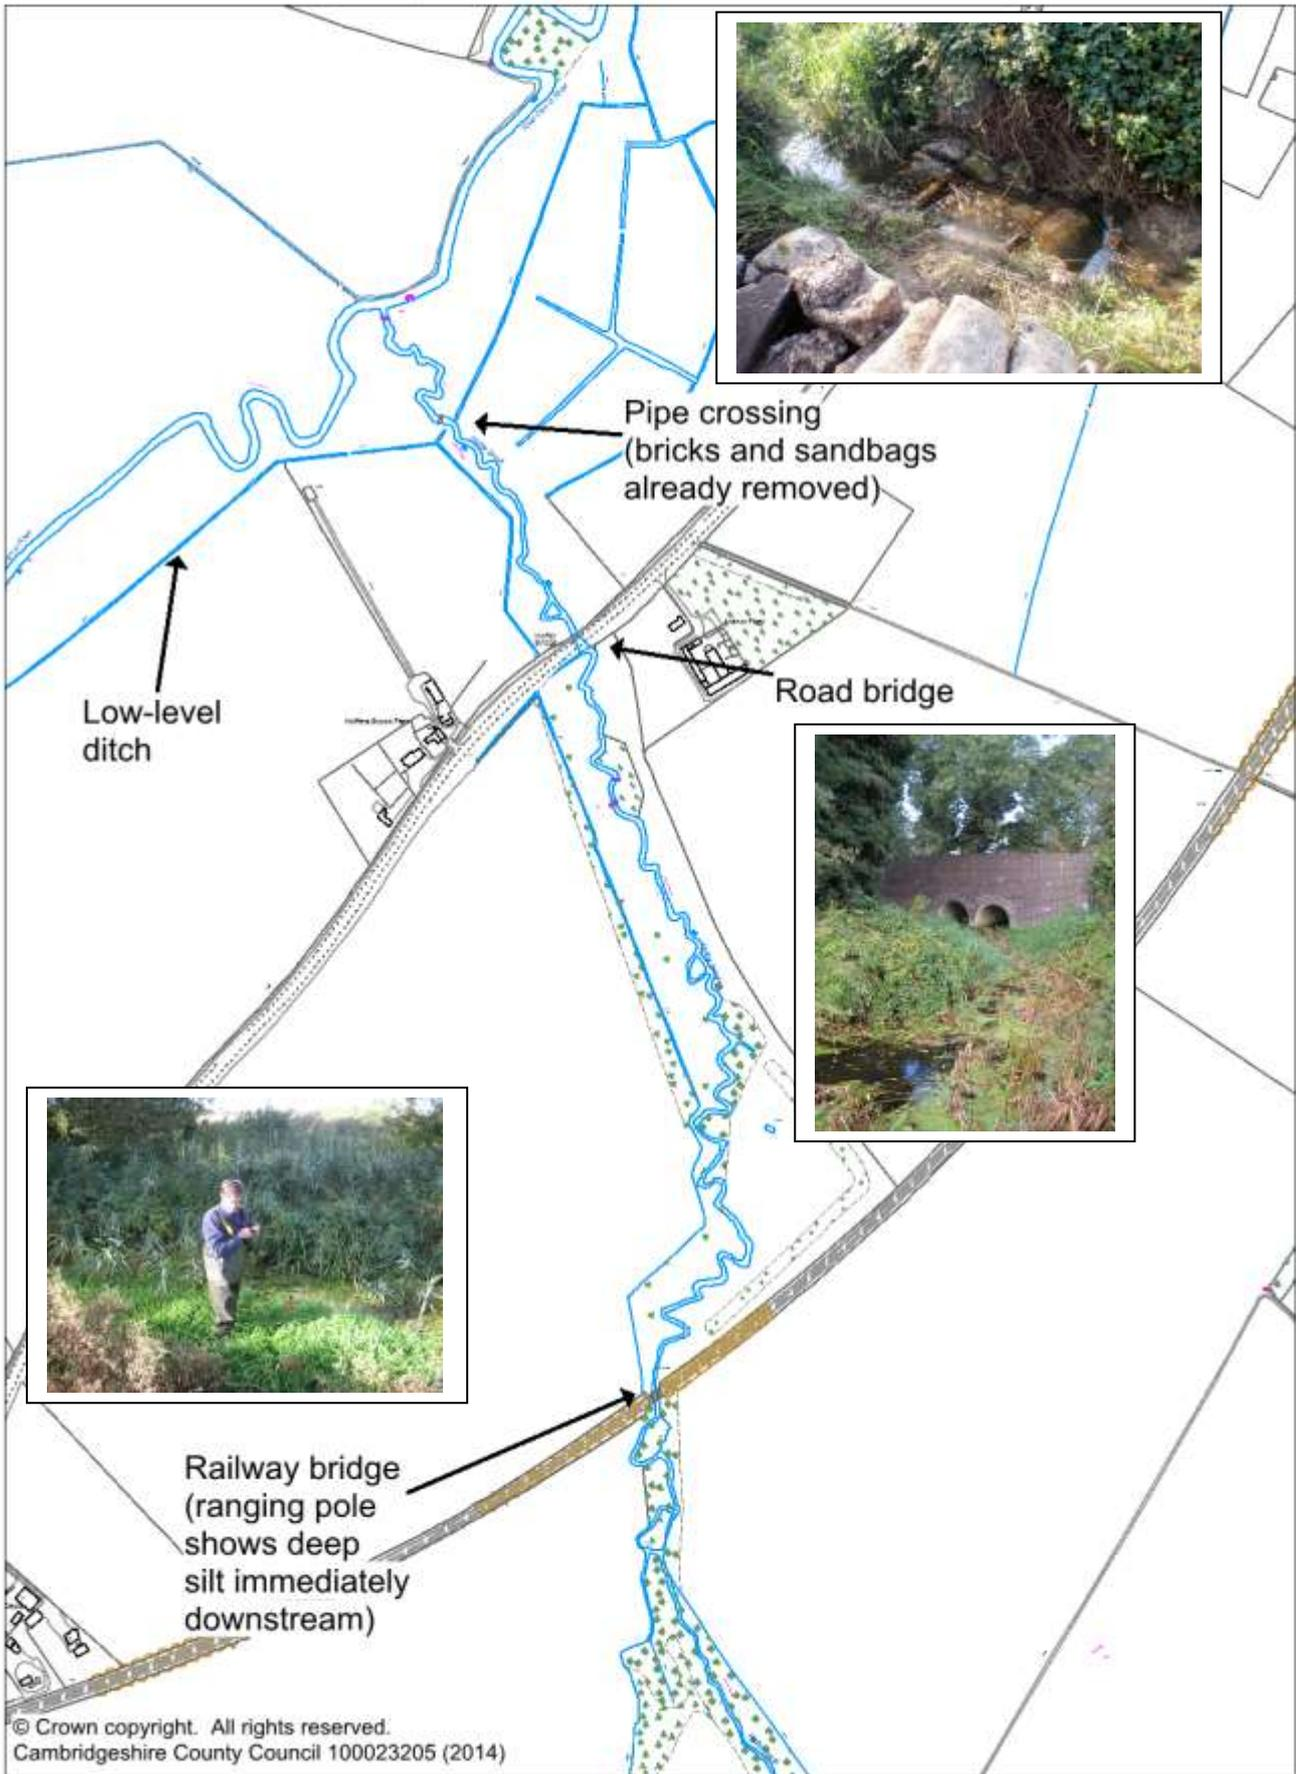 Pipe crossing
(bricks and sandbags
already removed)
Road bridge
Low-level
ditch
Railway bridge
(ranging pole
shows deep
silt immediately
downstream)
© Crown copyright. All rights reserved.
Cambridgeshire County Council 100023205 (2014)